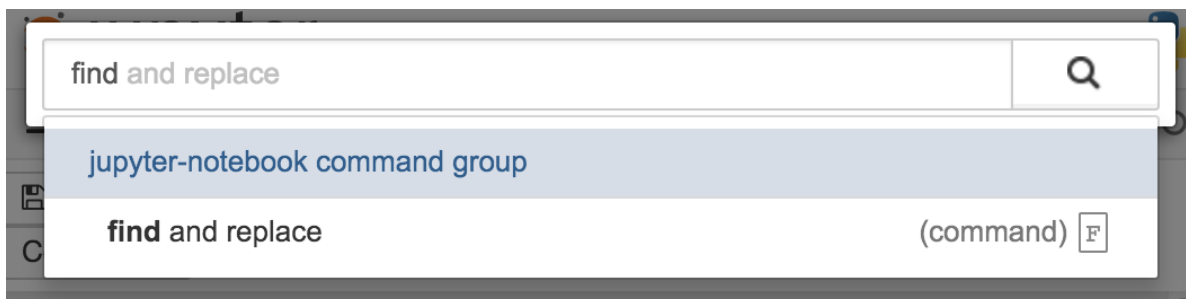 find and replace
jupyter-notebook command group
find and replace (command) F
C